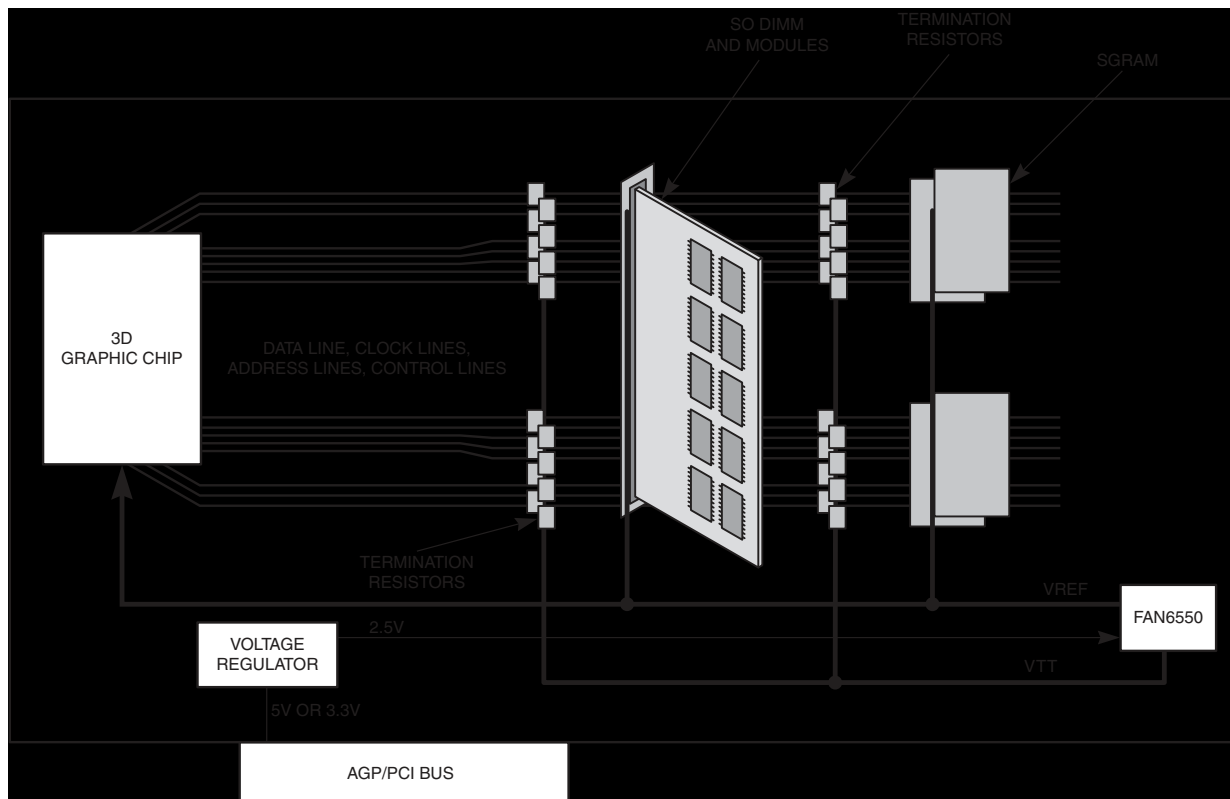 SO DIMM
AND MODULES
TERMINATION
RESISTORS
SGRAM
3D
GRAPHIC CHIP
DATA LINE, CLOCK LINES,
ADDRESS LINES, CONTROL LINES
TERMINATION
RESISTORS
VREF
FAN6550
2.5V
VOLTAGE
REGULATOR
VTT
5V OR 3.3V
AGP/PCI BUS